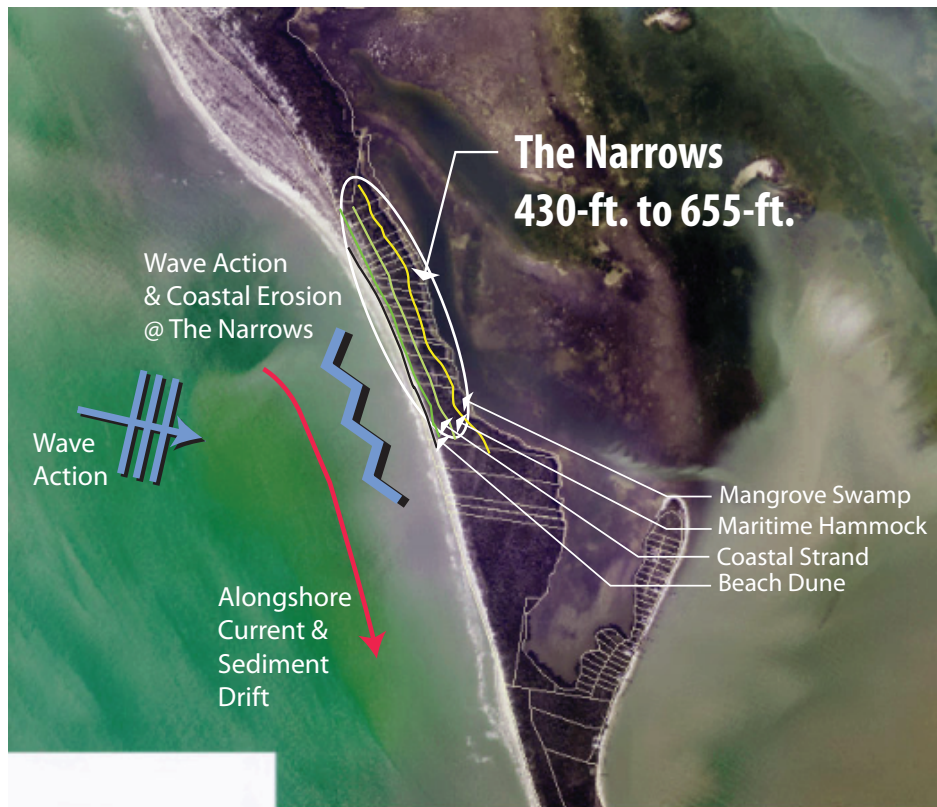 The Narrows
430-ft. to 655-ft.
Wave Action
& Coastal Erosion
@ The Narrows
Wave
Action
Mangrove Swamp
Maritime Hammock
Coastal Strand
Beach Dune
Alongshore
Current &
Sediment
Drift